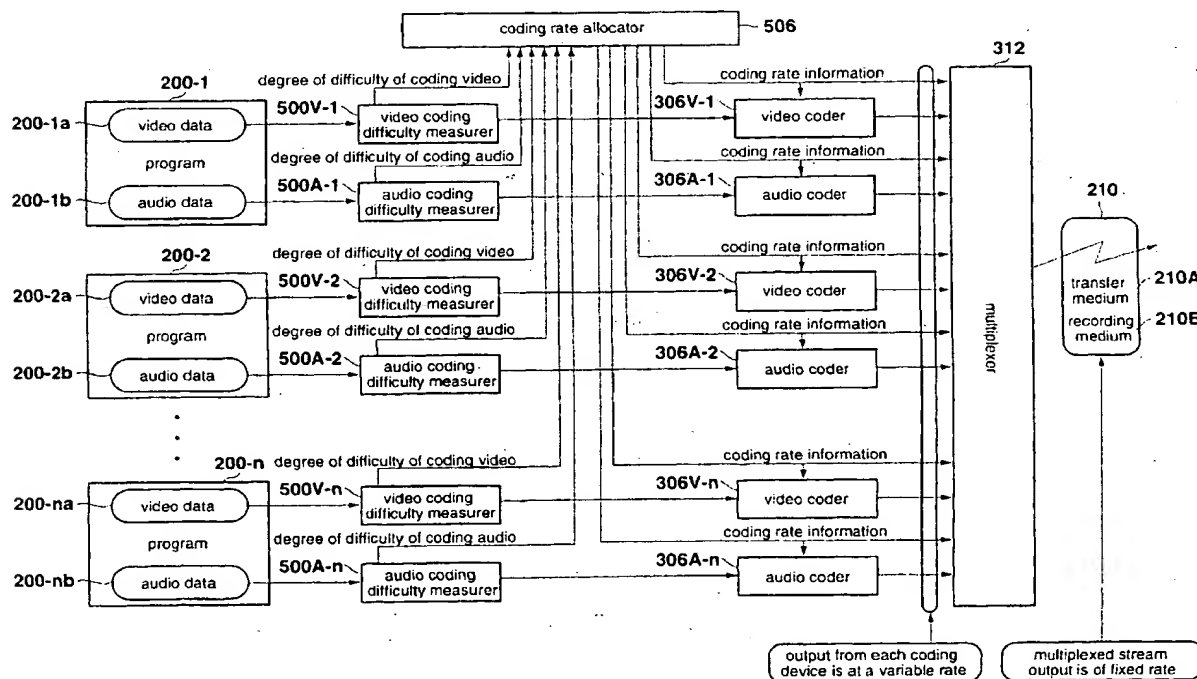 coding rate allocator
506
312
degree of difficulty of coding video
coding rate information
200-1
500V-1
306V-1
200-1a
video data
video coding
difficulty measurer
video coder
program
degree of difficulty of coding audio
coding rate information
500A-1
306A-1
200-1b
audio data
audio coding
difficulty measurer
audio coder
210
200-2
degree of difficulty of coding video
coding rate information
500V-2
306V-2
200-2a
video data
video coding
difficulty measurer
video coder
transfer
medium
210A
program
degree of difficulty of coding audio
coding rate information
recording
medium
210B
500A-2
306A-2
200-2b
audio data
audio coding
difficulty measurer
audio coder
multiplexer
200-n
degree of difficulty of coding video
coding rate information
500V-n
306V-n
200-na
video data
video coding
difficulty measurer
video coder
program
degree of difficulty of coding audio
coding rate information
500A-n
306A-n
200-nb
audio data
audio coding
difficulty measurer
audio coder
output from each coding
device is at a variable rate
multiplexed stream
output is of fixed rate